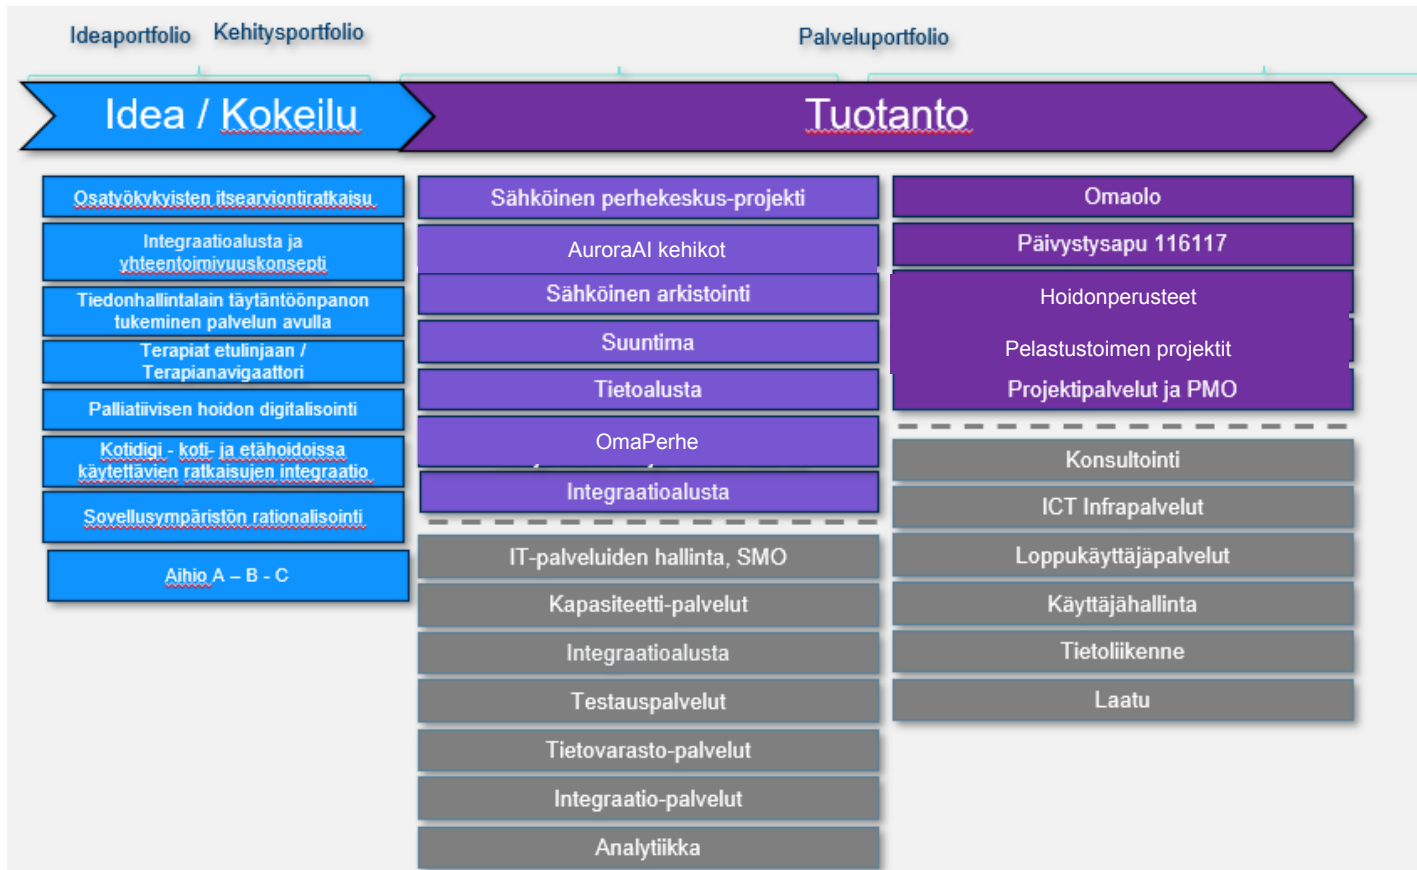 Ideaportfolio
Kehitysportfolio
Palveluportfolio
Idea / Kokeilu
Tuotanto
Osatyökykyisten itsearviontiratkaisu
Integraatioalusta ja
yhteentoimivuuskonsepti
Tiedonhallintalain täytäntöönpanon
tukeminen palvelun avulla
Terapiat etulinjaan /
Terapianavigaattori
Palliatiivisen hoidon digitalisointi
Kotidigi - koti- ja etähoidoissa
käytettävien ratkaisujen integraatio
Sovellusympäristön rationalisointi
Aihio A – B - C
Sähköinen perhekeskus-projekti
AuroraAI kehikot
Sähköinen arkistointi
Suuntima
Tietoalusta
OmaPerhe
Integraatioalusta
IT-palveluiden hallinta, SMO
Kapasiteetti-palvelut
Integraatioalusta
Testauspalvelut
Tietovarasto-palvelut
Integraatio-palvelut
Analytiikka
Omaolo
Päivystysapu 116117
Hoidonperusteet
Pelastustoimen projektit
Projektipalvelut ja PMO
Konsultointi
ICT Infrapalvelut
Loppukäyttäjäpalvelut
Käyttäjähallinta
Tietoliikenne
Laatu